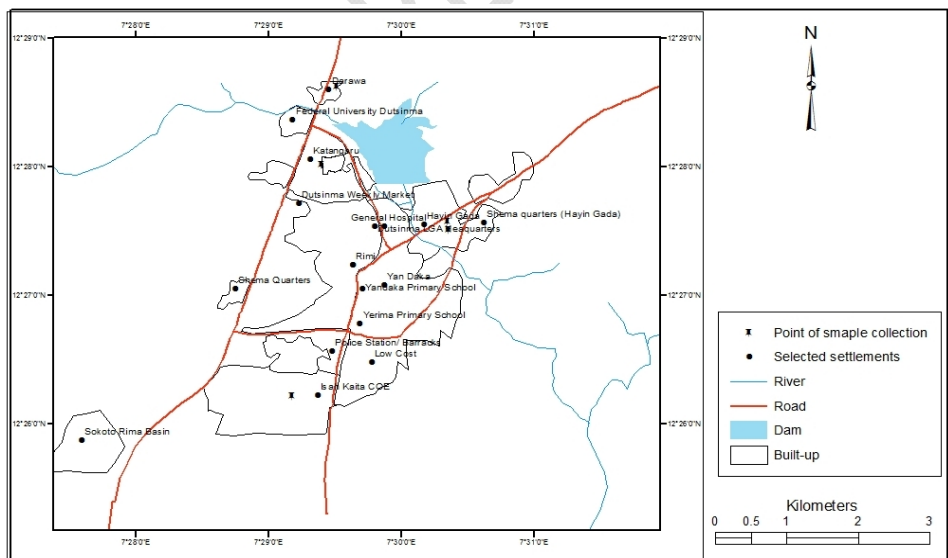 7°28'0"E 7°29'0"E 7°30'0"E 7°31'0"E
12°29'0"N 12°29'0"N
N
Darawa
Federal University Dutsinma
Katangaru
12°28'0"N 12°28'0"N
Dutsinma Weekly Market
General Hospital Hayin Gada Shema quarters (Hayin Gada)
Dutsinma LGA Headquarters
Rimi
Shema Quarters Yan Daka
12°27'0"N 12°27'0"N
Yandaka Primary School
Yerima Primary School
Police Station/ Barracks
Low Cost
Isah Kaita COE
12°26'0"N 12°26'0"N
Sokoto Rima Basin
7°28'0"E 7°29'0"E 7°30'0"E 7°31'0"E
Point of smaple collection
Selected settlements
River
Road
Dam
Built-up
Kilometers
0 0.5 1 2 3